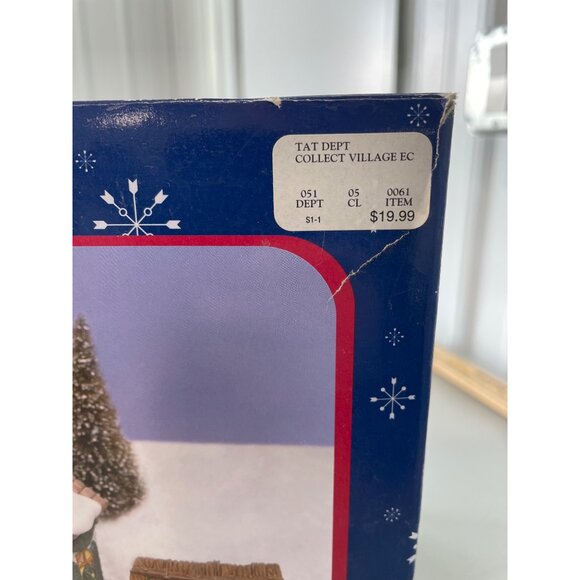 TAT DEPT
COLLECT VILLAGE EC
051 05 0061
DEPT CL ITEM
S1-1 $19.99